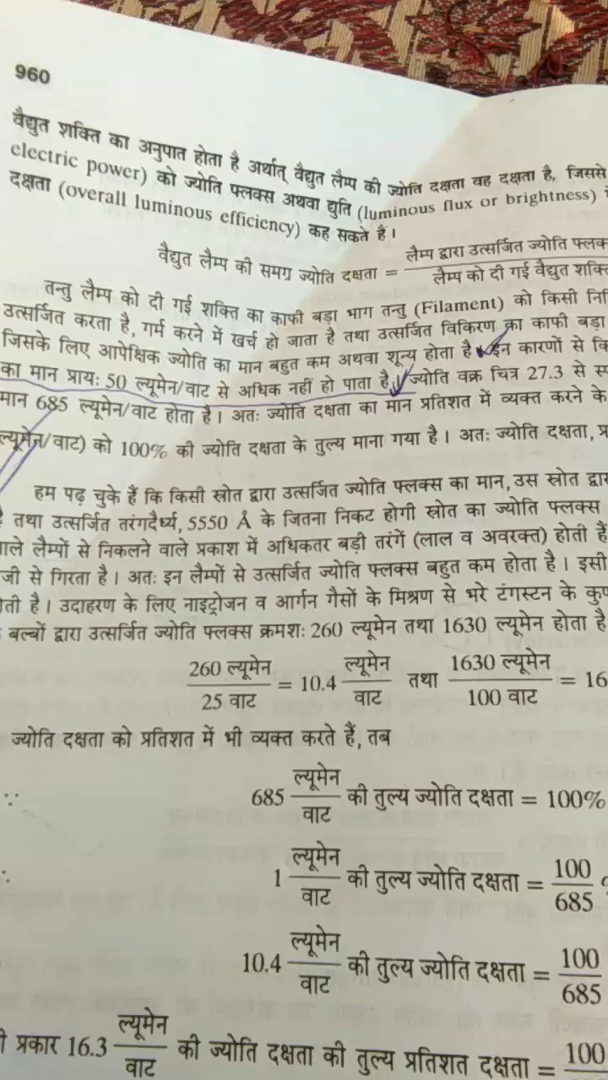 960
वैद्युत शक्ति का अनुपात होता है अर्थात् वैद्युत लैम्प की ज्योति दक्षता वह दक्षता है, जिससे
electric power) को ज्योति फ्लक्स अथवा द्युति (luminous flux or brightness)
दक्षता (overall luminous efficiency) कह सकते हैं।
वैद्युत लैम्प की समग्र ज्योति दक्षता = लैम्प द्वारा उत्सर्जित ज्योति फ्लक्स
लैम्प को दी गई वैद्युत शक्ति
तन्तु लैम्प को दी गई शक्ति का काफी बड़ा भाग तन्तु (Filament) को किसी
उत्सर्जित करता है, गर्म करने में खर्च हो जाता है तथा उत्सर्जित विकिरण का काफी बड़ा
जिसके लिए आपेक्षिक ज्योति का मान बहुत कम अथवा शून्य होता है। इन कारणों से
का मान प्राय: 50 ल्यूमेन/वाट से अधिक नहीं हो पाता है। ज्योति वक्र चित्र 27.3 से
मान 685 ल्यूमेन/वाट होता है। अतः ज्योति दक्षता का मान प्रतिशत में व्यक्त करने के
ल्यूमेन/वाट) को 100% की ज्योति दक्षता के तुल्य माना गया है। अतः ज्योति दक्षता,
हम पढ़ चुके हैं कि किसी स्रोत द्वारा उत्सर्जित ज्योति फ्लक्स का मान, उस स्रोत
है तथा उत्सर्जित तरंगदैर्ध्य, 5550 Å के जितना निकट होगी स्रोत का ज्योति फ्लक्स
लैम्पों से निकलने वाले प्रकाश में अधिकतर बड़ी तरंगें (लाल व अवरक्त) होती हैं
से गिरता है। अतः इन लैम्पों से उत्सर्जित ज्योति फ्लक्स बहुत कम होता है। इसी
है। उदाहरण के लिए नाइट्रोजन व आर्गन गैसों के मिश्रण से भरे टंगस्टन के
बल्बों द्वारा उत्सर्जित ज्योति फ्लक्स क्रमशः 260 ल्यूमेन तथा 1630 ल्यूमेन होता है
260 ल्यूमेन / 25 वाट = 10.4 ल्यूमेन / वाट तथा 1630 ल्यूमेन / 100 वाट = 16
ज्योति दक्षता को प्रतिशत में भी व्यक्त करते हैं, तब
∵ 685 ल्यूमेन / वाट की तुल्य ज्योति दक्षता = 100%
∴ 1 ल्यूमेन / वाट की तुल्य ज्योति दक्षता = 100 / 685
10.4 ल्यूमेन / वाट की तुल्य ज्योति दक्षता = 100 / 685
प्रकार 16.3 ल्यूमेन / वाट की ज्योति दक्षता की तुल्य प्रतिशत दक्षता = 100